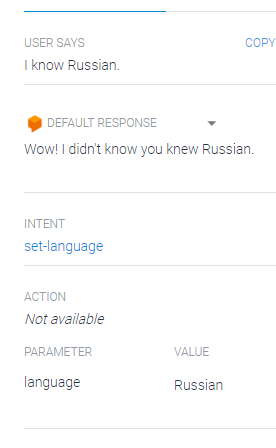 USER SAYS COPY
I know Russian.
DEFAULT RESPONSE
Wow! I didn't know you knew Russian.
INTENT
set-language
ACTION
Not available
PARAMETER VALUE
language Russian